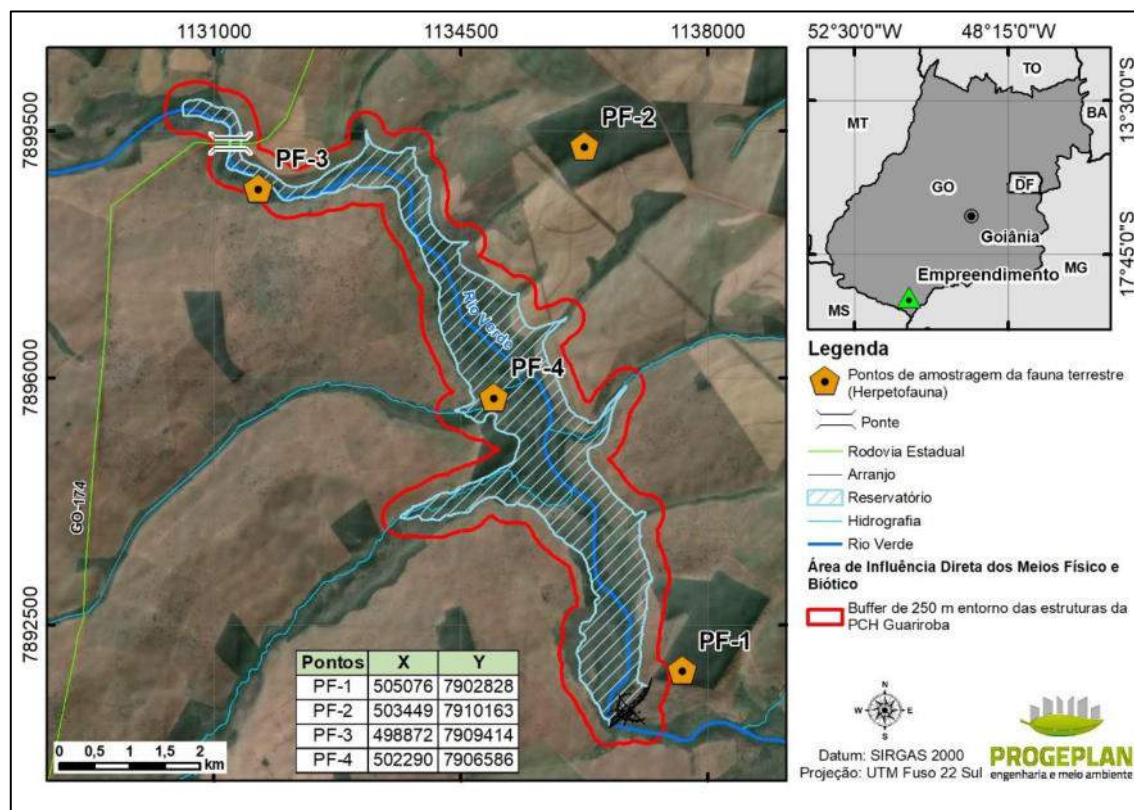 1131000 1134500 1138000
7899500
7896000
7892500
PF-2
PF-3
Rio Verde
PF-4
GO-174
PF-1
Pontos X Y
PF-1 505076 7902828
PF-2 503449 7910163
PF-3 498872 7909414
PF-4 502290 7906586
0 0,5 1 2
km
52°30'0"W 48°15'0"W
13°30'0"S
17°45'0"S
TO
BA
MT
GO
DF
Goiânia
MG
Empreendimento
MS
Legenda
Pontos de amostragem da fauna terrestre
(Herpetofauna)
Ponte
Rodovia Estadual
Arranjo
Reservatório
Hidrografia
Rio Verde
Área de Influência Direta dos Meios Físico e
Biótico
Buffer de 250 m entorno das estruturas da
PCH Guariroba
N
W E
S
Datum: SIRGAS 2000
Projeção: UTM Fuso 22 Sul
PROGEPLAN
engenharia e meio ambiente